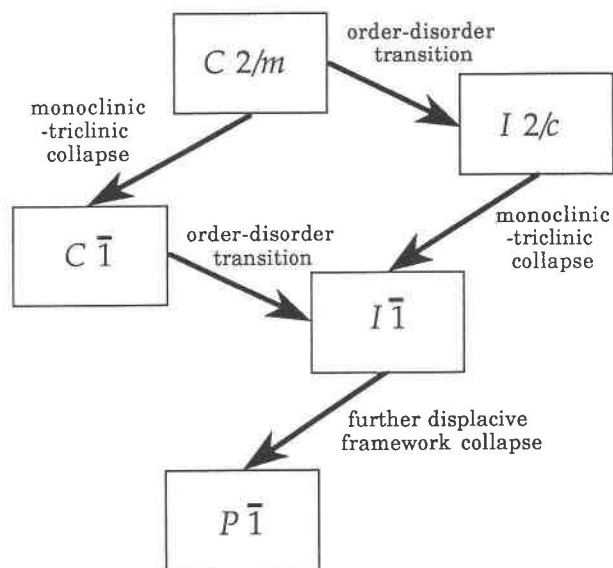 C 2/m
order-disorder
transition
I 2/c
monoclinic
-triclinic
collapse
C 1̄
order-disorder
transition
monoclinic
-triclinic
collapse
I 1̄
further displacive
framework collapse
P 1̄